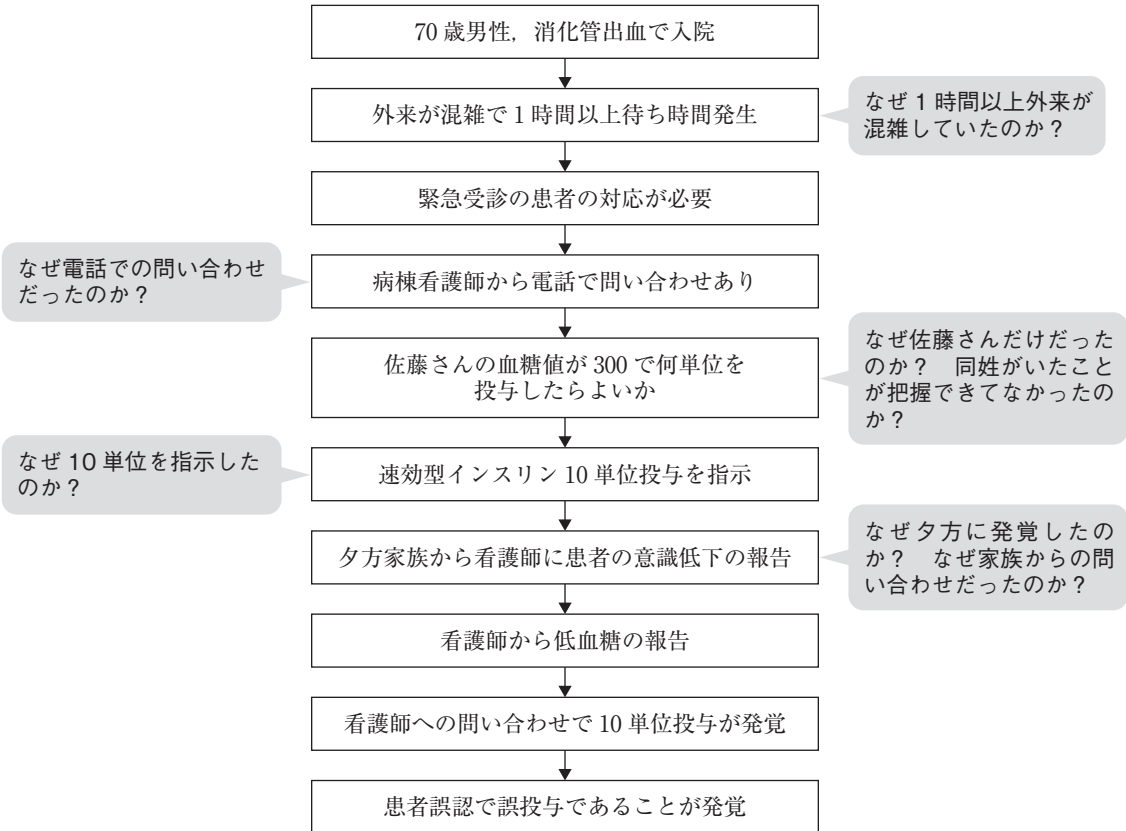 70歳男性，消化管出血で入院
外来が混雑で1時間以上待ち時間発生
なぜ1時間以上外来が
混雑していたのか？
緊急受診の患者の対応が必要
なぜ電話での問い合わせ
だったのか？
病棟看護師から電話で問い合わせあり
佐藤さんの血糖値が300で何単位を
投与したらよいか
なぜ佐藤さんだけだった
のか？　同姓がいたこと
が把握できてなかったの
か？
なぜ10単位を指示した
のか？
速効型インスリン10単位投与を指示
夕方家族から看護師に患者の意識低下の報告
なぜ夕方に発覚したの
か？　なぜ家族からの問
い合わせだったのか？
看護師から低血糖の報告
看護師への問い合わせで10単位投与が発覚
患者誤認で誤投与であることが発覚